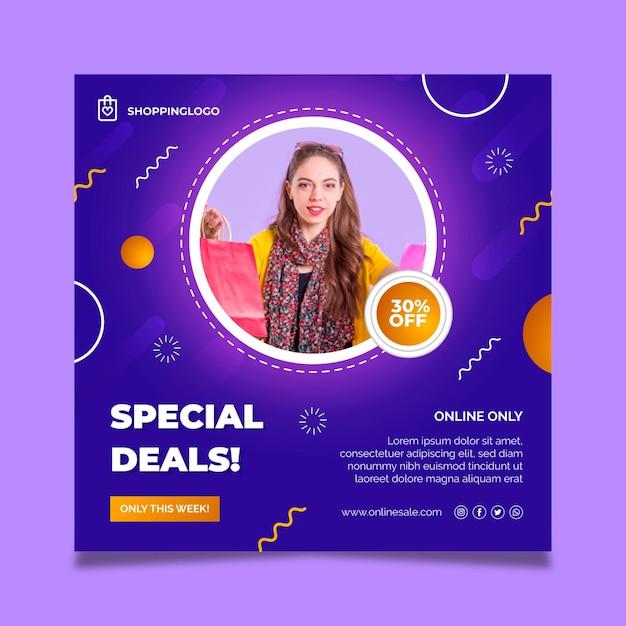 SHOPPINGLOGO
30%
OFF
SPECIAL
DEALS!
ONLY THIS WEEK!
ONLINE ONLY
Lorem ipsum dolor sit amet,
consectetuer adipiscing elit,
sed diam nonummy nibh
euismod tincidunt ut laoreet
dolore magna aliquam erat
www.onlinesale.com